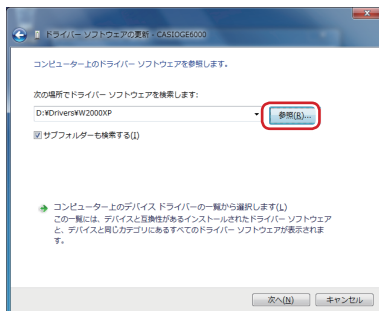 ドライバー ソフトウェアの更新 - CASIOGE6000
コンピューター上のドライバー ソフトウェアを参照します。
次の場所でドライバー ソフトウェアを検索します:
D:¥Drivers¥W2000XP
参照(R)...
サブフォルダーも検索する(I)
コンピューター上のデバイス ドライバーの一覧から選択します(L)
この一覧には、デバイスと互換性があるインストールされたドライバー ソフトウェア
と、デバイスと同じカテゴリにあるすべてのドライバー ソフトウェアが表示されま
す。
次へ(N)
キャンセル